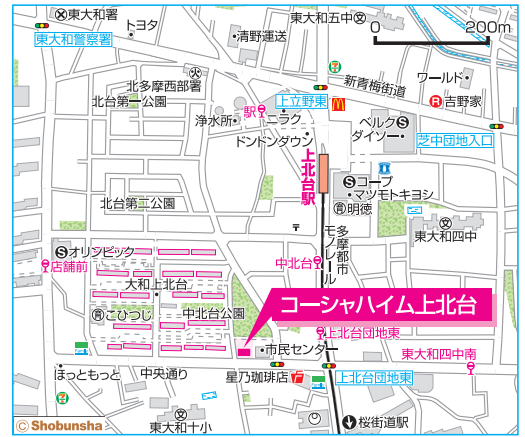 東大和署
トヨタ
東大和警察署
清野運送
東大和五中
0 200m
北多摩西部署
北台第一公園
新青梅街道
ワールド
吉野家
駅
上立野東
浄水所
ニラク
ドンドンダウン
ベルク
ダイソー
芝中団地入口
上北台駅
コープ
マツモトキヨシ
明徳
北台第二公園
東大和四中
多摩都市
モノレール
オリンピック
店舗前
大和上北台
中北台
コーシャハイム上北台
こひつじ
中北台公園
上北台団地東
市民センター
東大和四中南
ほっともっと
中央通り
星乃珈琲店
上北台団地東
東大和十小
桜街道駅
© Shobunsha